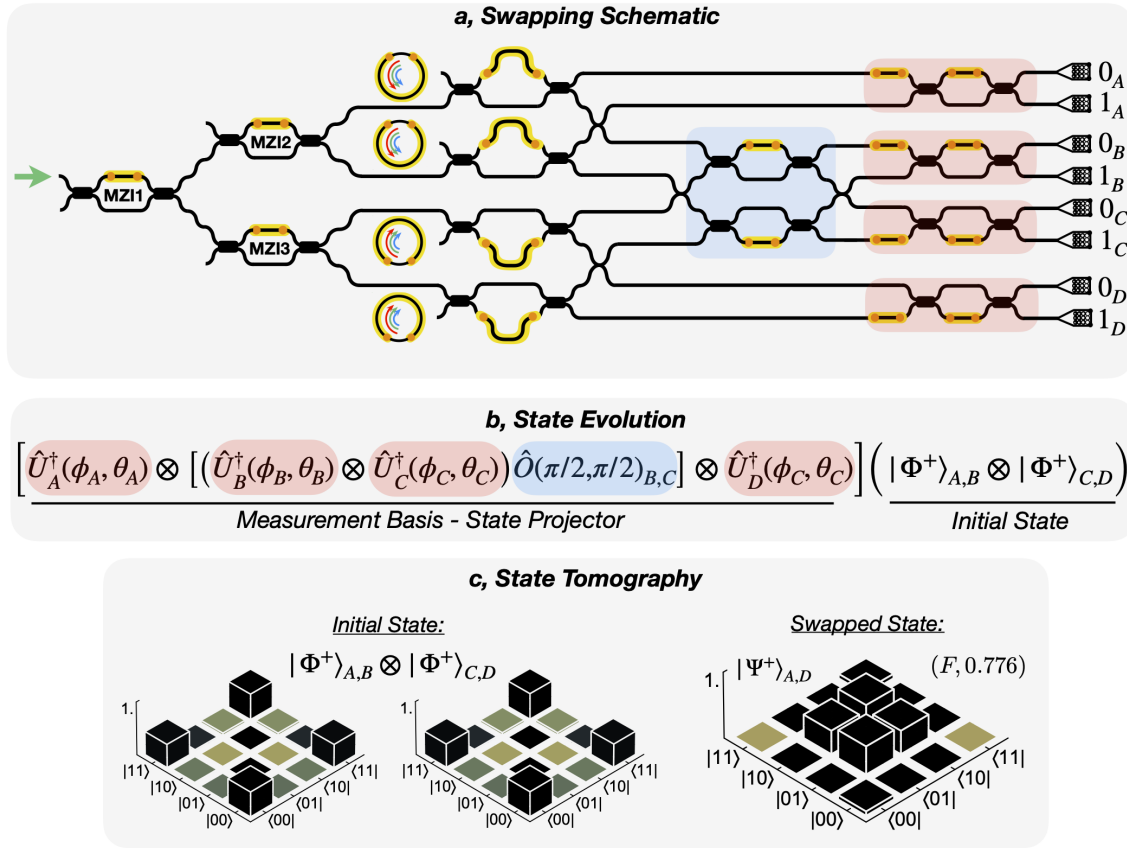 a, Swapping Schematic
MZI1
MZI2
MZI3
0_A
1_A
0_B
1_B
0_C
1_C
0_D
1_D
b, State Evolution
[Û†_A(ϕ_A, θ_A) ⊗ [(Û†_B(ϕ_B, θ_B) ⊗ Û†_C(ϕ_C, θ_C)) Ô(π/2,π/2)_{B,C}] ⊗ Û†_D(ϕ_C, θ_C)] (|Φ⁺⟩_{A,B} ⊗ |Φ⁺⟩_{C,D})
Measurement Basis - State Projector
Initial State
c, State Tomography
Initial State:
|Φ⁺⟩_{A,B} ⊗ |Φ⁺⟩_{C,D}
1.
|11⟩
|10⟩
|01⟩
|00⟩
⟨00|
⟨01|
⟨10|
⟨11|
1.
|11⟩
|10⟩
|01⟩
|00⟩
⟨00|
⟨01|
⟨10|
⟨11|
Swapped State:
|Ψ⁺⟩_{A,D}
(F, 0.776)
1.
|11⟩
|10⟩
|01⟩
|00⟩
⟨00|
⟨01|
⟨10|
⟨11|